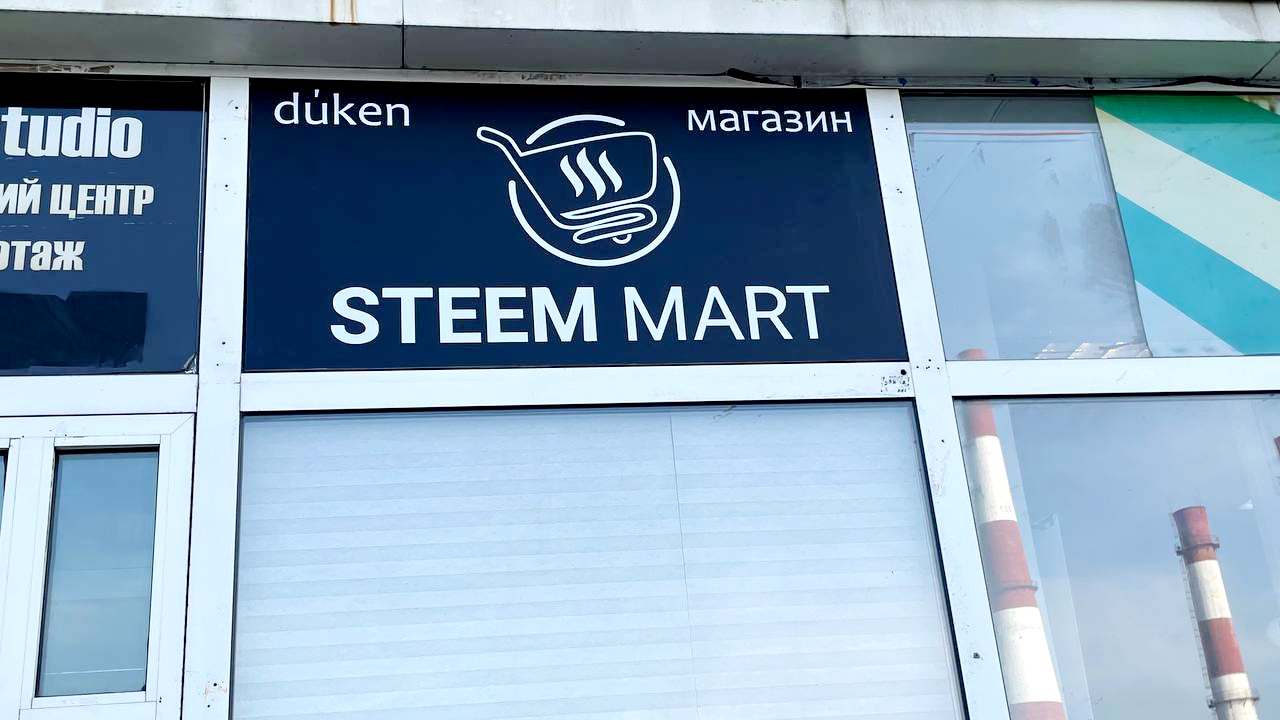 tudio
ИЙ ЦЕНТР
отаж
dúken
магазин
STEEM MART